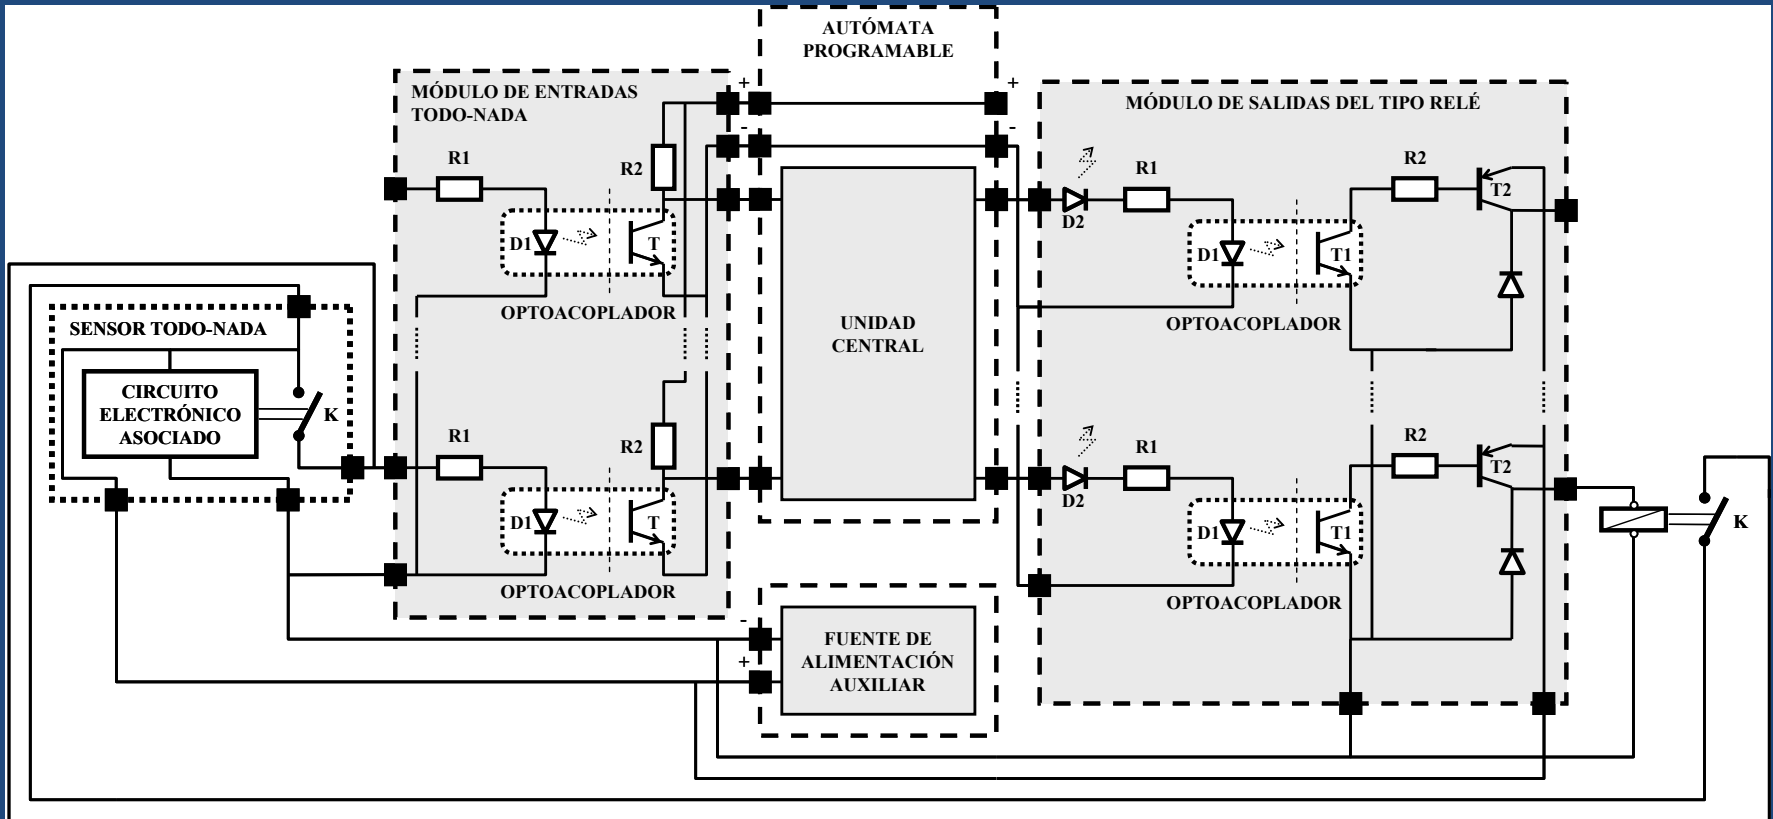 AUTÓMATA
PROGRAMABLE
+
-
+
-
MÓDULO DE ENTRADAS
TODO-NADA
R1
R2
D1
T
OPTOACOPLADOR
R1
R2
D1
T
OPTOACOPLADOR
SENSOR TODO-NADA
CIRCUITO
ELECTRÓNICO
ASOCIADO
K
UNIDAD
CENTRAL
-
+
FUENTE DE
ALIMENTACIÓN
AUXILIAR
MÓDULO DE SALIDAS DEL TIPO RELÉ
D2
R1
D1
T1
R2
T2
OPTOACOPLADOR
D2
R1
D1
T1
R2
T2
OPTOACOPLADOR
K